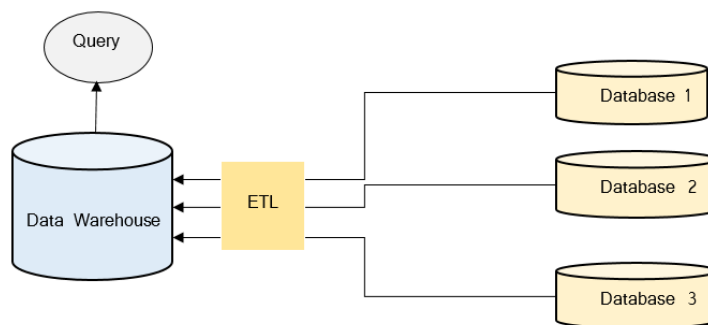 Query
Database 1
Database 2
ETL
Data Warehouse
Database 3